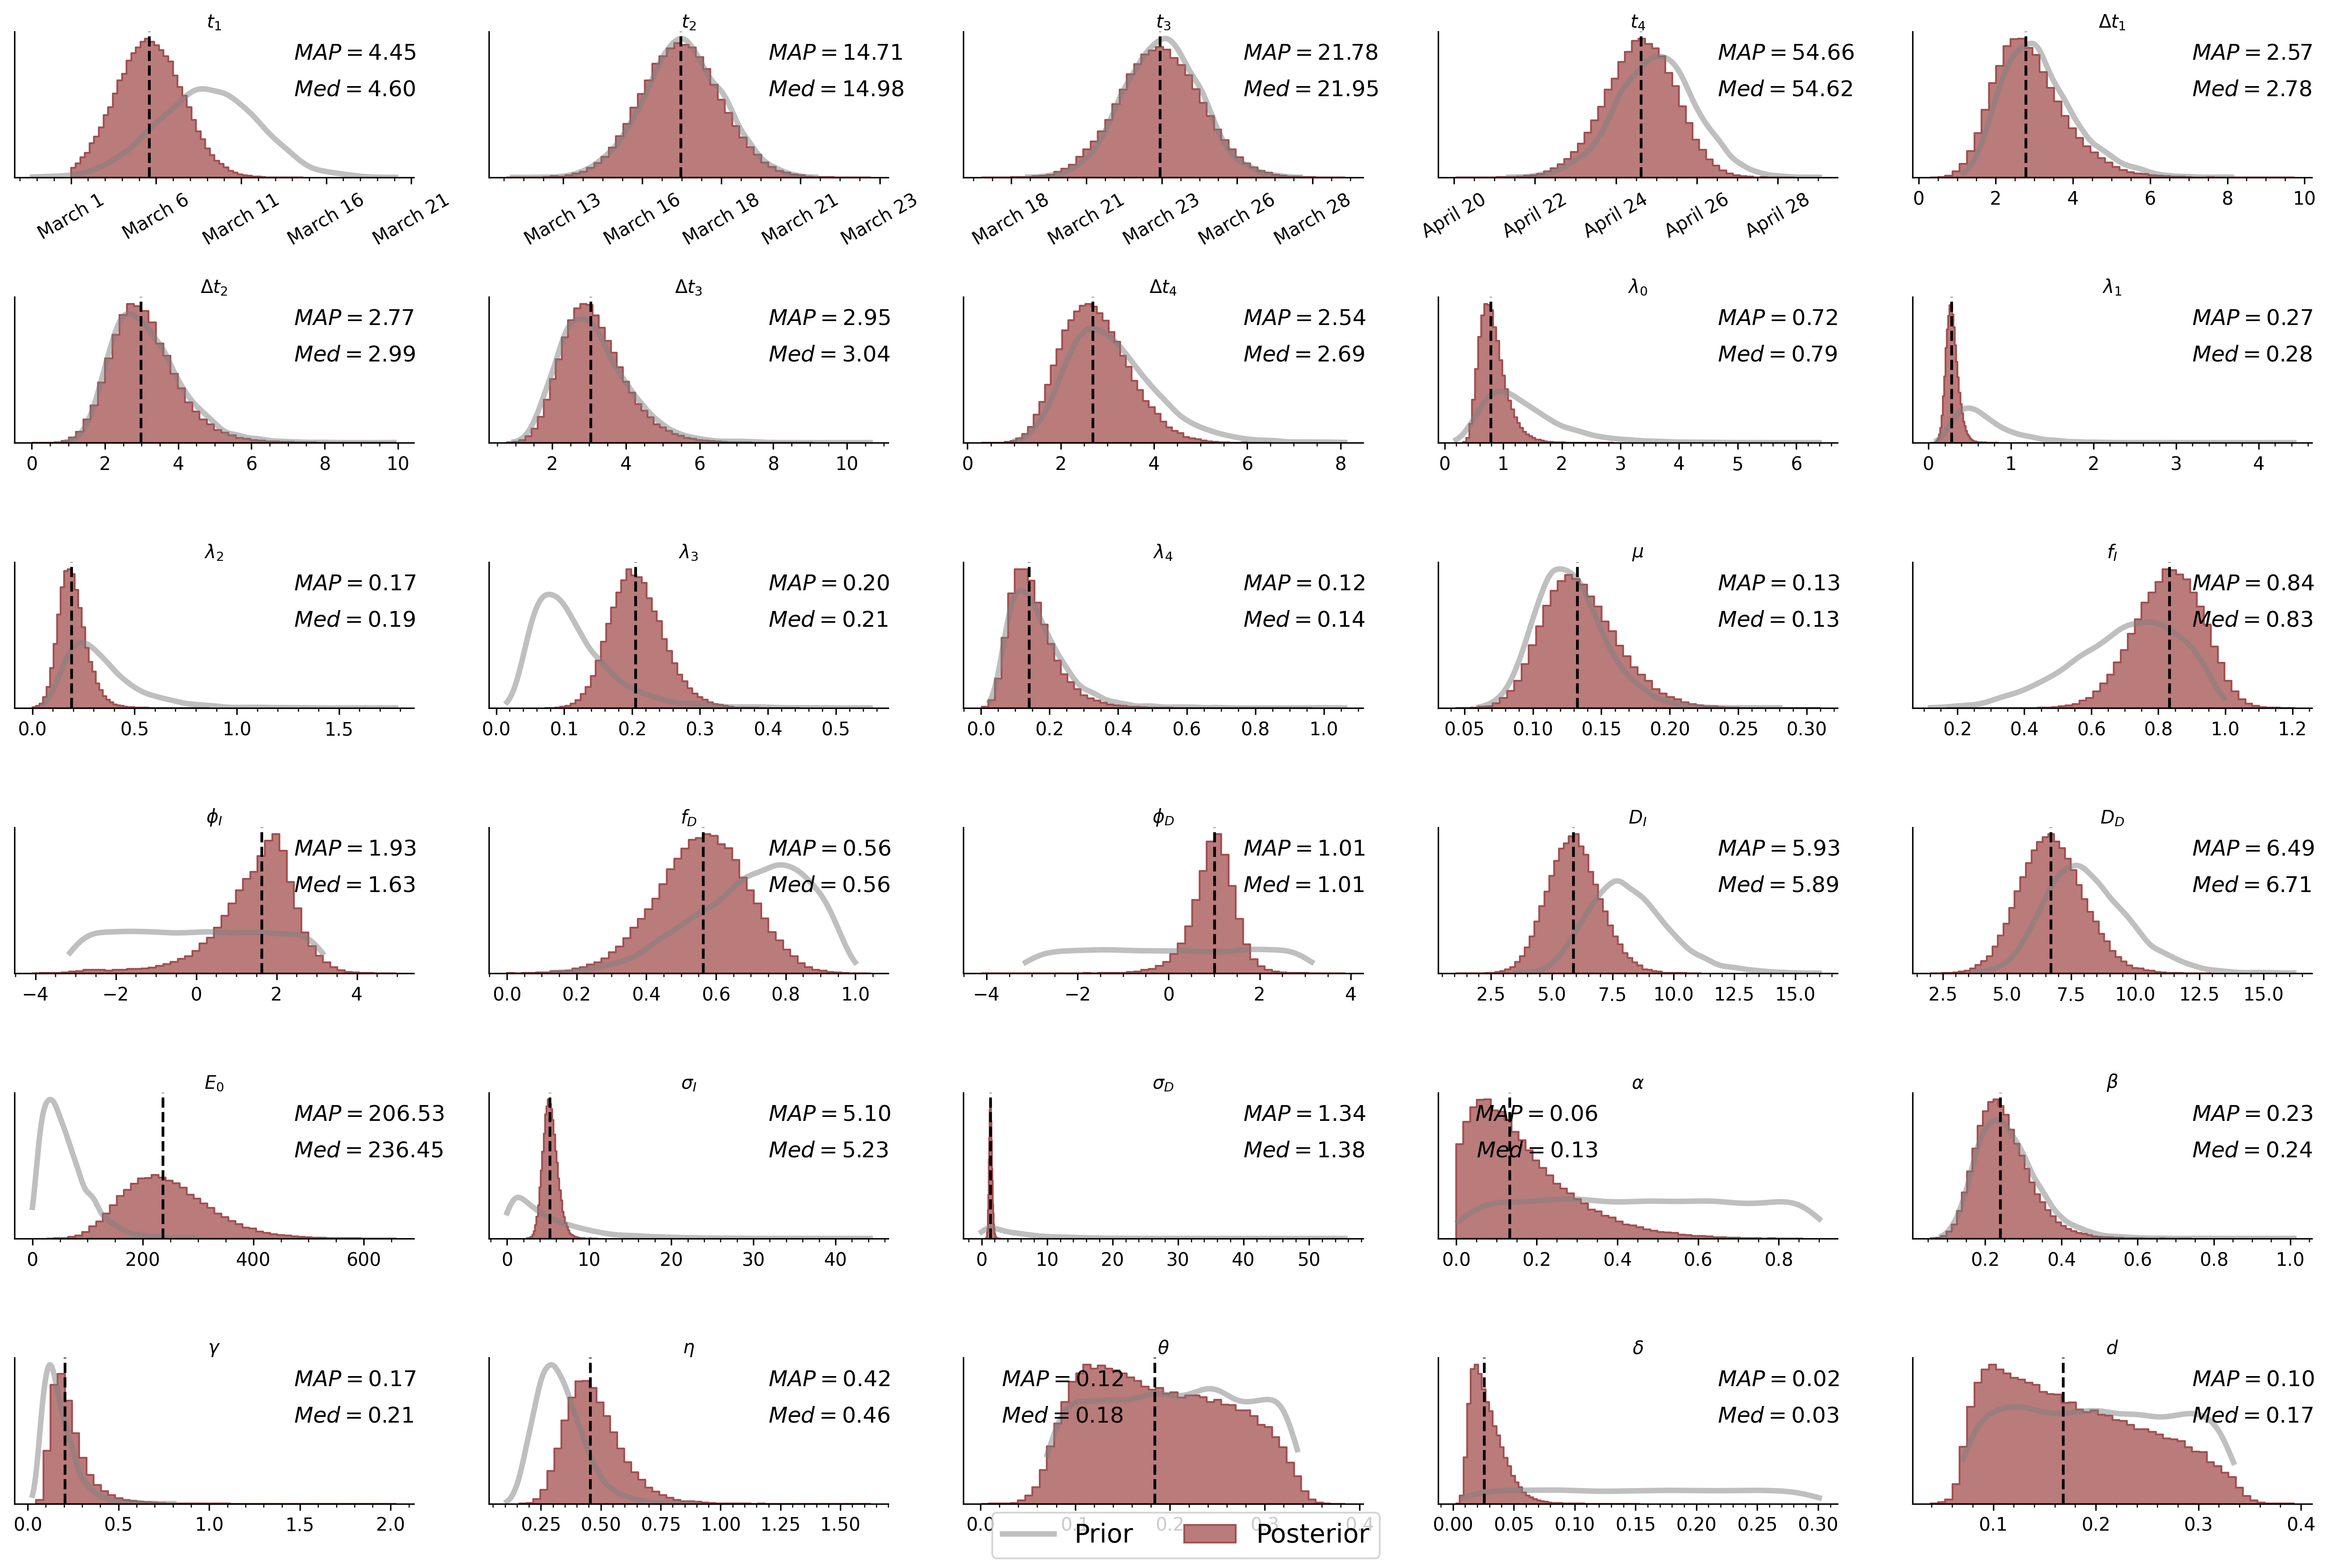 t₁ t₂ t₃ t₄ Δt₁
MAP = 4.45 MAP = 14.71 MAP = 21.78 MAP = 54.66 MAP = 2.57
Med = 4.60 Med = 14.98 Med = 21.95 Med = 54.62 Med = 2.78
0 2 4 6 8 10
March 1 March 6 March 11 March 16 March 21 March 13 March 16 March 18 March 21 March 23 March 18 March 21 March 23 March 26 March 28 April 20 April 22 April 24 April 26 April 28
Δt₂ Δt₃ Δt₄ λ₀ λ₁
MAP = 2.77 MAP = 2.95 MAP = 2.54 MAP = 0.72 MAP = 0.27
Med = 2.99 Med = 3.04 Med = 2.69 Med = 0.79 Med = 0.28
0 2 4 6 8 10 2 4 6 8 10 0 2 4 6 8 0 1 2 3 4 5 6 0 1 2 3 4
λ₂ λ₃ λ₄ μ f_I
MAP = 0.17 MAP = 0.20 MAP = 0.12 MAP = 0.13 MAP = 0.84
Med = 0.19 Med = 0.21 Med = 0.14 Med = 0.13 Med = 0.83
0.0 0.5 1.0 1.5 0.0 0.1 0.2 0.3 0.4 0.5 0.0 0.2 0.4 0.6 0.8 1.0 0.05 0.10 0.15 0.20 0.25 0.30 0.2 0.4 0.6 0.8 1.0 1.2
ϕ_I f_D ϕ_D D_I D_D
MAP = 1.93 MAP = 0.56 MAP = 1.01 MAP = 5.93 MAP = 6.49
Med = 1.63 Med = 0.56 Med = 1.01 Med = 5.89 Med = 6.71
−4 −2 0 2 4 0.0 0.2 0.4 0.6 0.8 1.0 −4 −2 0 2 4 2.5 5.0 7.5 10.0 12.5 15.0 2.5 5.0 7.5 10.0 12.5 15.0
E₀ σ_I σ_D α β
MAP = 206.53 MAP = 5.10 MAP = 1.34 MAP = 0.06 MAP = 0.23
Med = 236.45 Med = 5.23 Med = 1.38 Med = 0.13 Med = 0.24
0 200 400 600 0 10 20 30 40 0 10 20 30 40 50 0.0 0.2 0.4 0.6 0.8 0.2 0.4 0.6 0.8 1.0
γ η θ δ d
MAP = 0.17 MAP = 0.42 MAP = 0.12 MAP = 0.02 MAP = 0.10
Med = 0.21 Med = 0.46 Med = 0.18 Med = 0.03 Med = 0.17
0.0 0.5 1.0 1.5 2.0 0.25 0.50 0.75 1.00 1.25 1.50 0.0 0.1 0.2 0.3 0.4 0.00 0.05 0.10 0.15 0.20 0.25 0.30 0.1 0.2 0.3 0.4
Prior Posterior